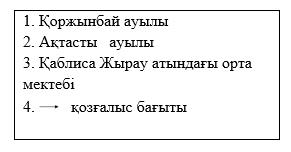 1. Қоржынбай ауылы
2. Ақтасты ауылы
3. Қаблиса Жырау атындағы орта
мектебі
4. → қозғалыс бағыты